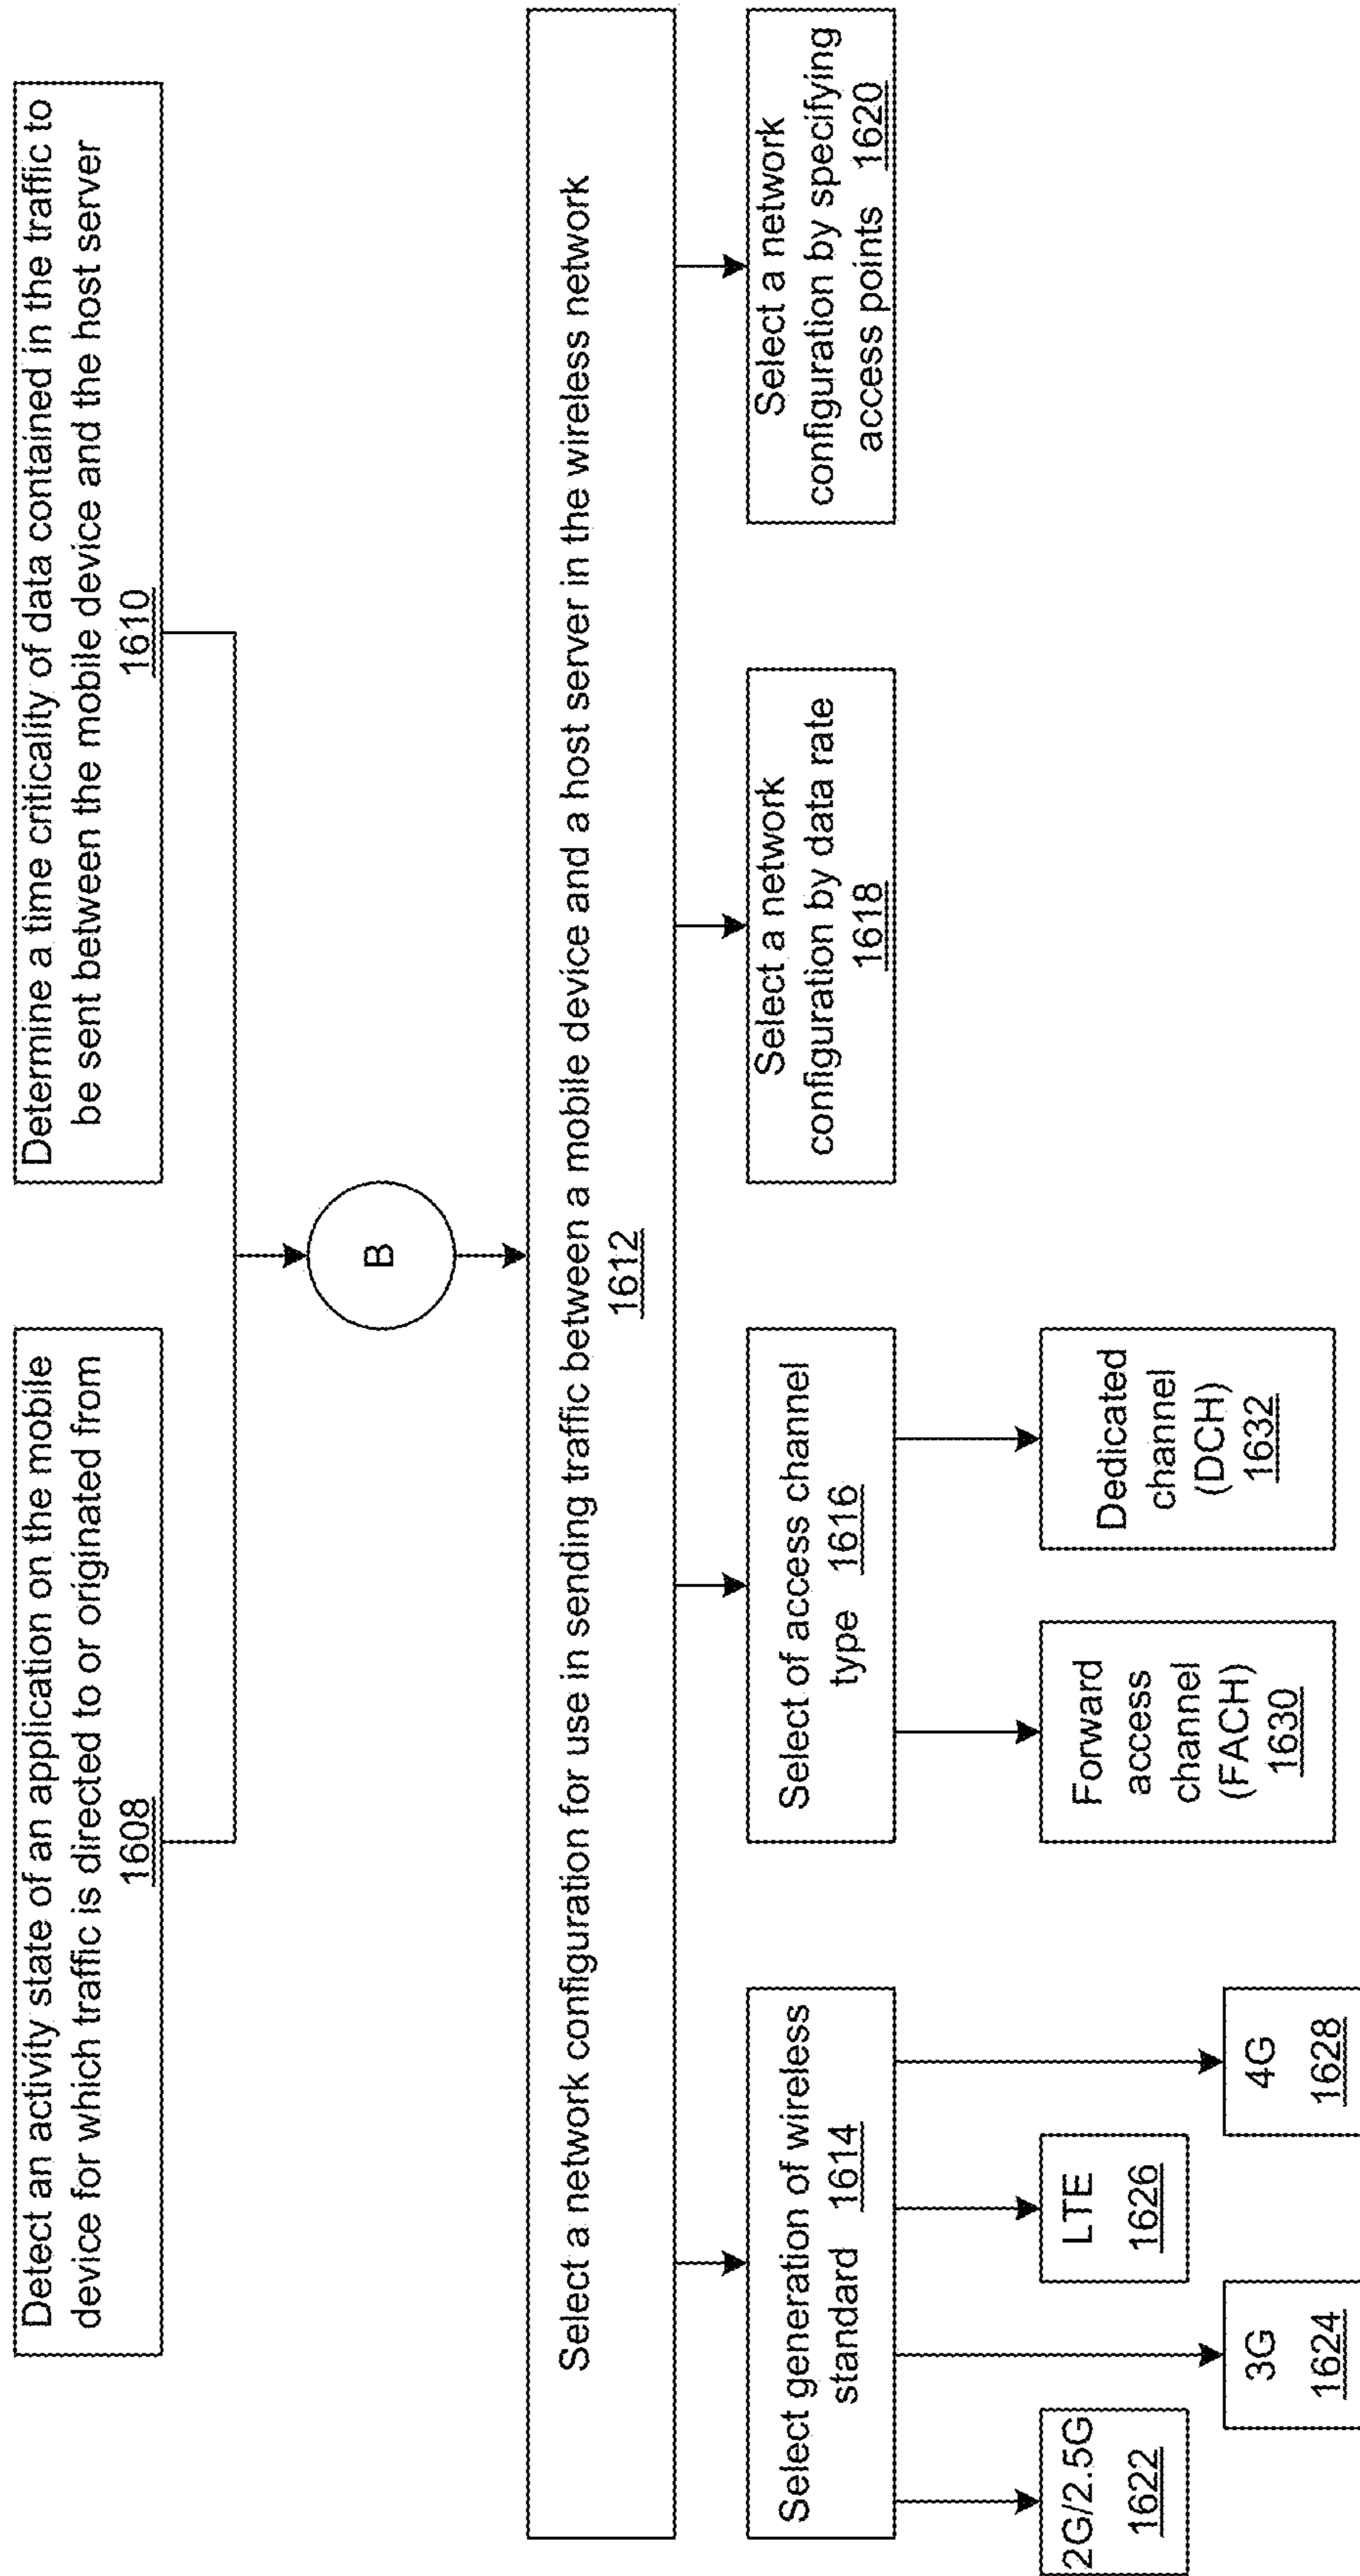 Detect an activity state of an application on the mobile
device for which traffic is directed to or originated from
1608
Determine a time criticality of data contained in the traffic to
be sent between the mobile device and the host server
1610
B
Select a network configuration for use in sending traffic between a mobile device and a host server in the wireless network
1612
Select generation of wireless
standard 1614
Select of access channel
type 1616
Select a network
configuration by data rate
1618
Select a network
configuration by specifying
access points 1620
2G/2.5G
1622
3G
1624
LTE
1626
4G
1628
Forward
access
channel
(FACH)
1630
Dedicated
channel
(DCH)
1632